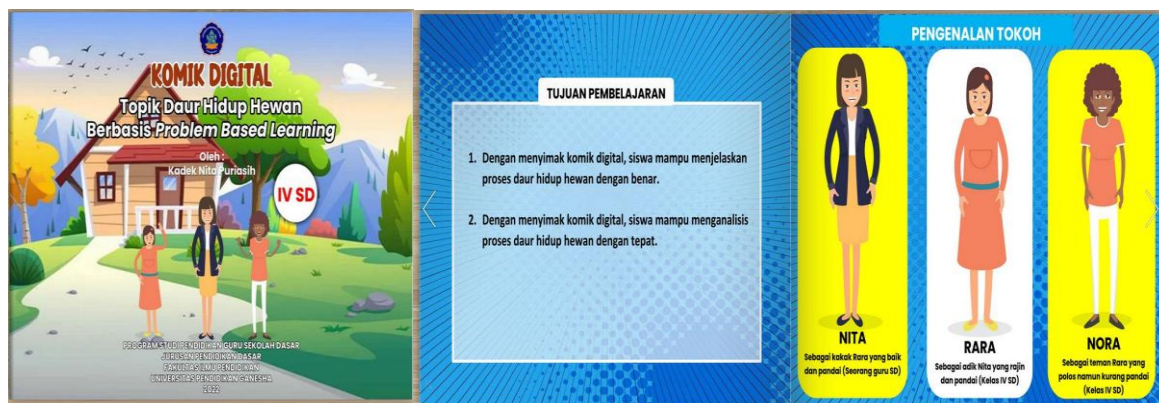 KOMIK DIGITAL
Topik Daur Hidup Hewan
Berbasis Problem Based Learning
Oleh :
Kadek Nita Puriasih
IV SD
PROGRAM STUDI PENDIDIKAN GURU SEKOLAH DASAR
JURUSAN PENDIDIKAN DASAR
FAKULTAS ILMU PENDIDIKAN
UNIVERSITAS PENDIDIKAN GANESHA
2022
TUJUAN PEMBELAJARAN
1. Dengan menyimak komik digital, siswa mampu menjelaskan
proses daur hidup hewan dengan benar.
2. Dengan menyimak komik digital, siswa mampu menganalisis
proses daur hidup hewan dengan tepat.
PENGENALAN TOKOH
NITA
Sebagai kakak Rara yang baik
dan pandai (Seorang guru SD)
RARA
Sebagai adik Nita yang rajin
dan pandai (Kelas IV SD)
NORA
Sebagai teman Rara yang
polos namun kurang pandai
(Kelas IV SD)